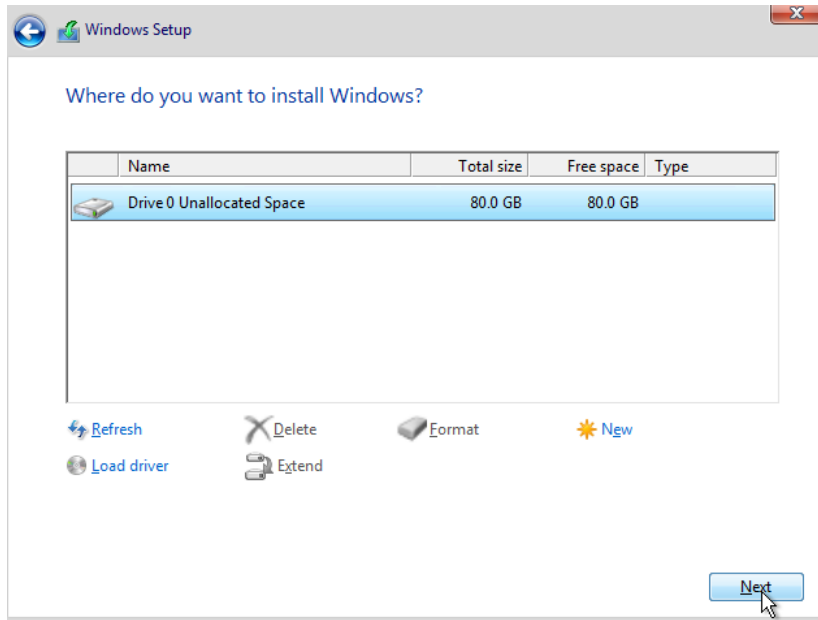 Windows Setup
Where do you want to install Windows?
Name Total size Free space Type
Drive 0 Unallocated Space 80.0 GB 80.0 GB
Refresh Delete Format New
Load driver Extend
Next